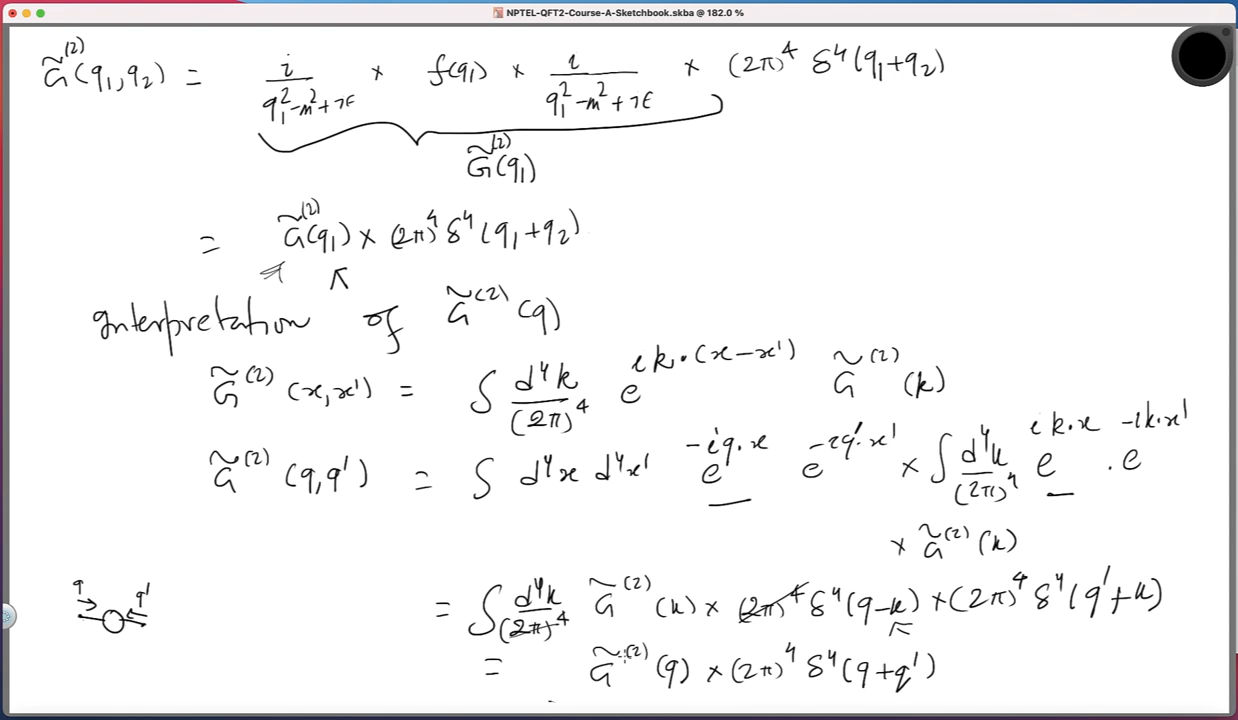 NPTEL-QFT2-Course-A-Sketchbook.skba @ 182.0 %
G̃⁽²⁾(q₁,q₂) = i/(q₁²-m²+iε) × f(q₁) × i/(q₁²-m²+iε) × (2π)⁴ δ⁴(q₁+q₂)
G̃⁽²⁾(q₁)
= G̃⁽²⁾(q₁) × (2π)⁴ δ⁴(q₁+q₂)
Interpretation of G̃⁽²⁾(q)
G̃⁽²⁾(x,x') = ∫ d⁴k/(2π)⁴ e^{ik·(x-x')} G̃⁽²⁾(k)
G̃⁽²⁾(q,q') = ∫ d⁴x d⁴x' e^{-iq·x} e^{-iq'·x'} × ∫ d⁴k/(2π)⁴ e^{ik·x} · e^{-ik·x'}
× G̃⁽²⁾(k)
q q' = ∫ d⁴k/(2π)⁴ G̃⁽²⁾(k) × (2π)⁴ δ⁴(q-k) × (2π)⁴ δ⁴(q'+k)
= G̃⁽²⁾(q) × (2π)⁴ δ⁴(q+q')